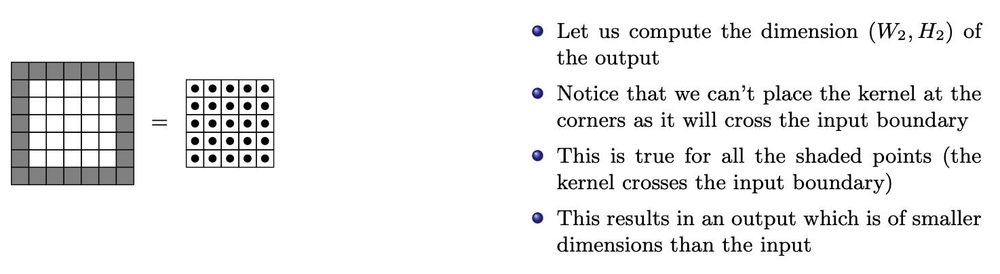 =
Let us compute the dimension (W₂, H₂) of
the output
Notice that we can't place the kernel at the
corners as it will cross the input boundary
This is true for all the shaded points (the
kernel crosses the input boundary)
This results in an output which is of smaller
dimensions than the input